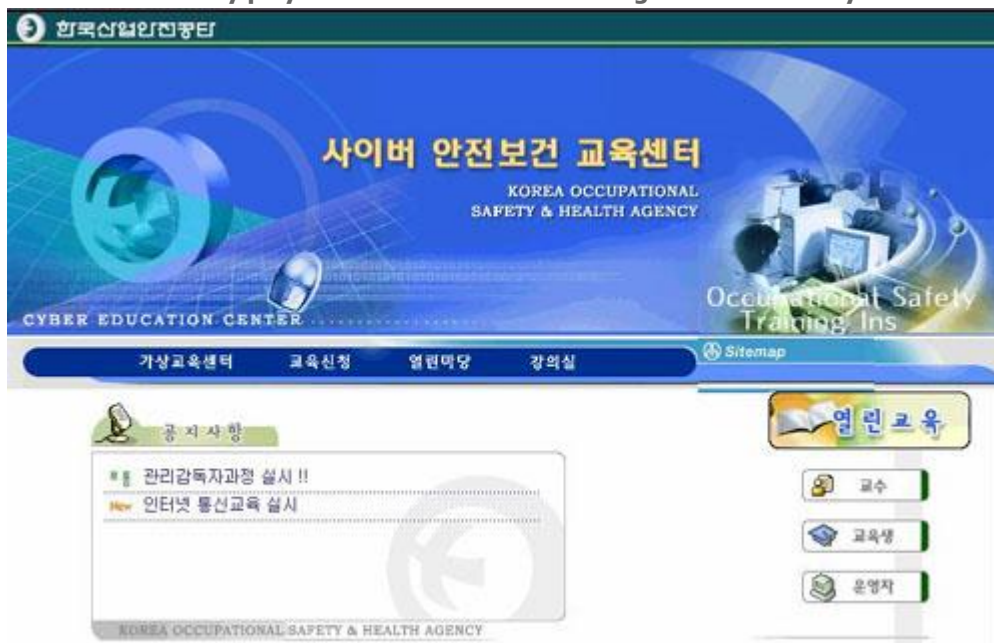 한국산업안전공단
사이버 안전보건 교육센터
KOREA OCCUPATIONAL
SAFETY & HEALTH AGENCY
Occupational Safety
Training Ins
CYBER EDUCATION CENTER
가상교육센터 교육신청 열린마당 강의실
Sitemap
공지사항
열린교육
관리감독자과정 실시 !!
New 인터넷 통신교육 실시
교수
교육생
운영자
KOREA OCCUPATIONAL SAFETY & HEALTH AGENCY